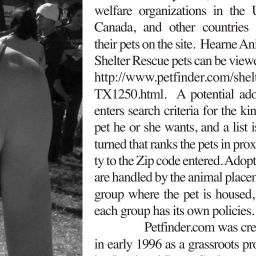 welfare organizations in the U
Canada, and other countries
their pets on the site. Hearne Ani
Shelter Rescue pets can be viewe
http://www.petfinder.com/shel
TX1250.html. A potential ado
enters search criteria for the kin
pet he or she wants, and a list is
turned that ranks the pets in prox
ty to the Zip code entered. Adopt
are handled by the animal placem
group where the pet is housed,
each group has its own policies.
Petfinder.com was cre
in early 1996 as a grassroots pro